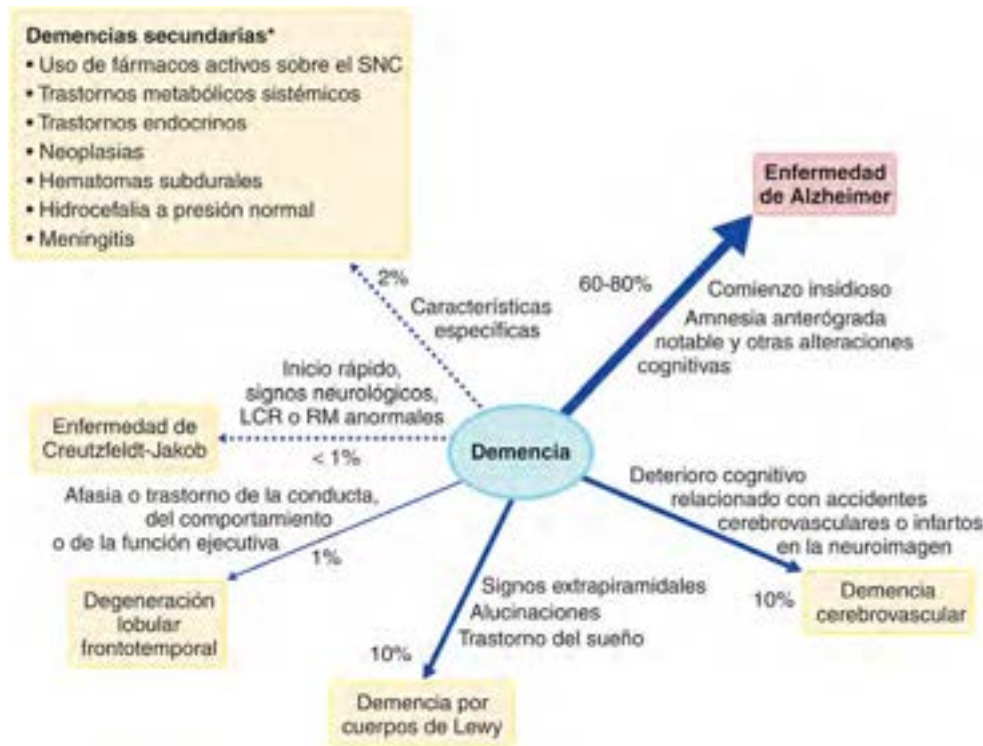 Demencias secundarias*
• Uso de fármacos activos sobre el SNC
• Trastornos metabólicos sistémicos
• Trastornos endocrinos
• Neoplasias
• Hematomas subdurales
• Hidrocefalia a presión normal
• Meningitis
Enfermedad
de Alzheimer
2%
Características
específicas
60-80%
Comienzo insidioso
Amnesia anterógrada
notable y otras alteraciones
cognitivas
Inicio rápido,
signos neurológicos,
LCR o RM anormales
Enfermedad de
Creutzfeldt-Jakob
< 1%
Demencia
Afasia o trastorno de la conducta,
del comportamiento
o de la función ejecutiva
1%
Degeneración
lobular
frontotemporal
Deterioro cognitivo
relacionado con accidentes
cerebrovasculares o infartos
en la neuroimagen
10%
Demencia
cerebrovascular
Signos extrapiramidales
Alucinaciones
Trastorno del sueño
10%
Demencia por
cuerpos de Lewy